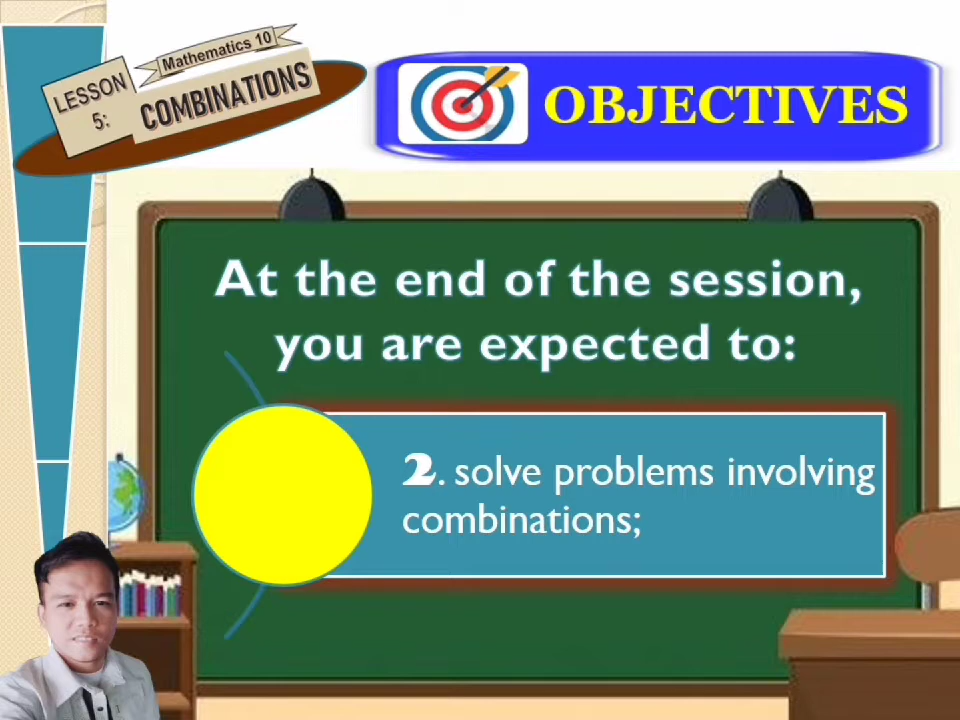 Mathematics 10
LESSON
5:
COMBINATIONS
OBJECTIVES
At the end of the session,
you are expected to:
2. solve problems involving
combinations;